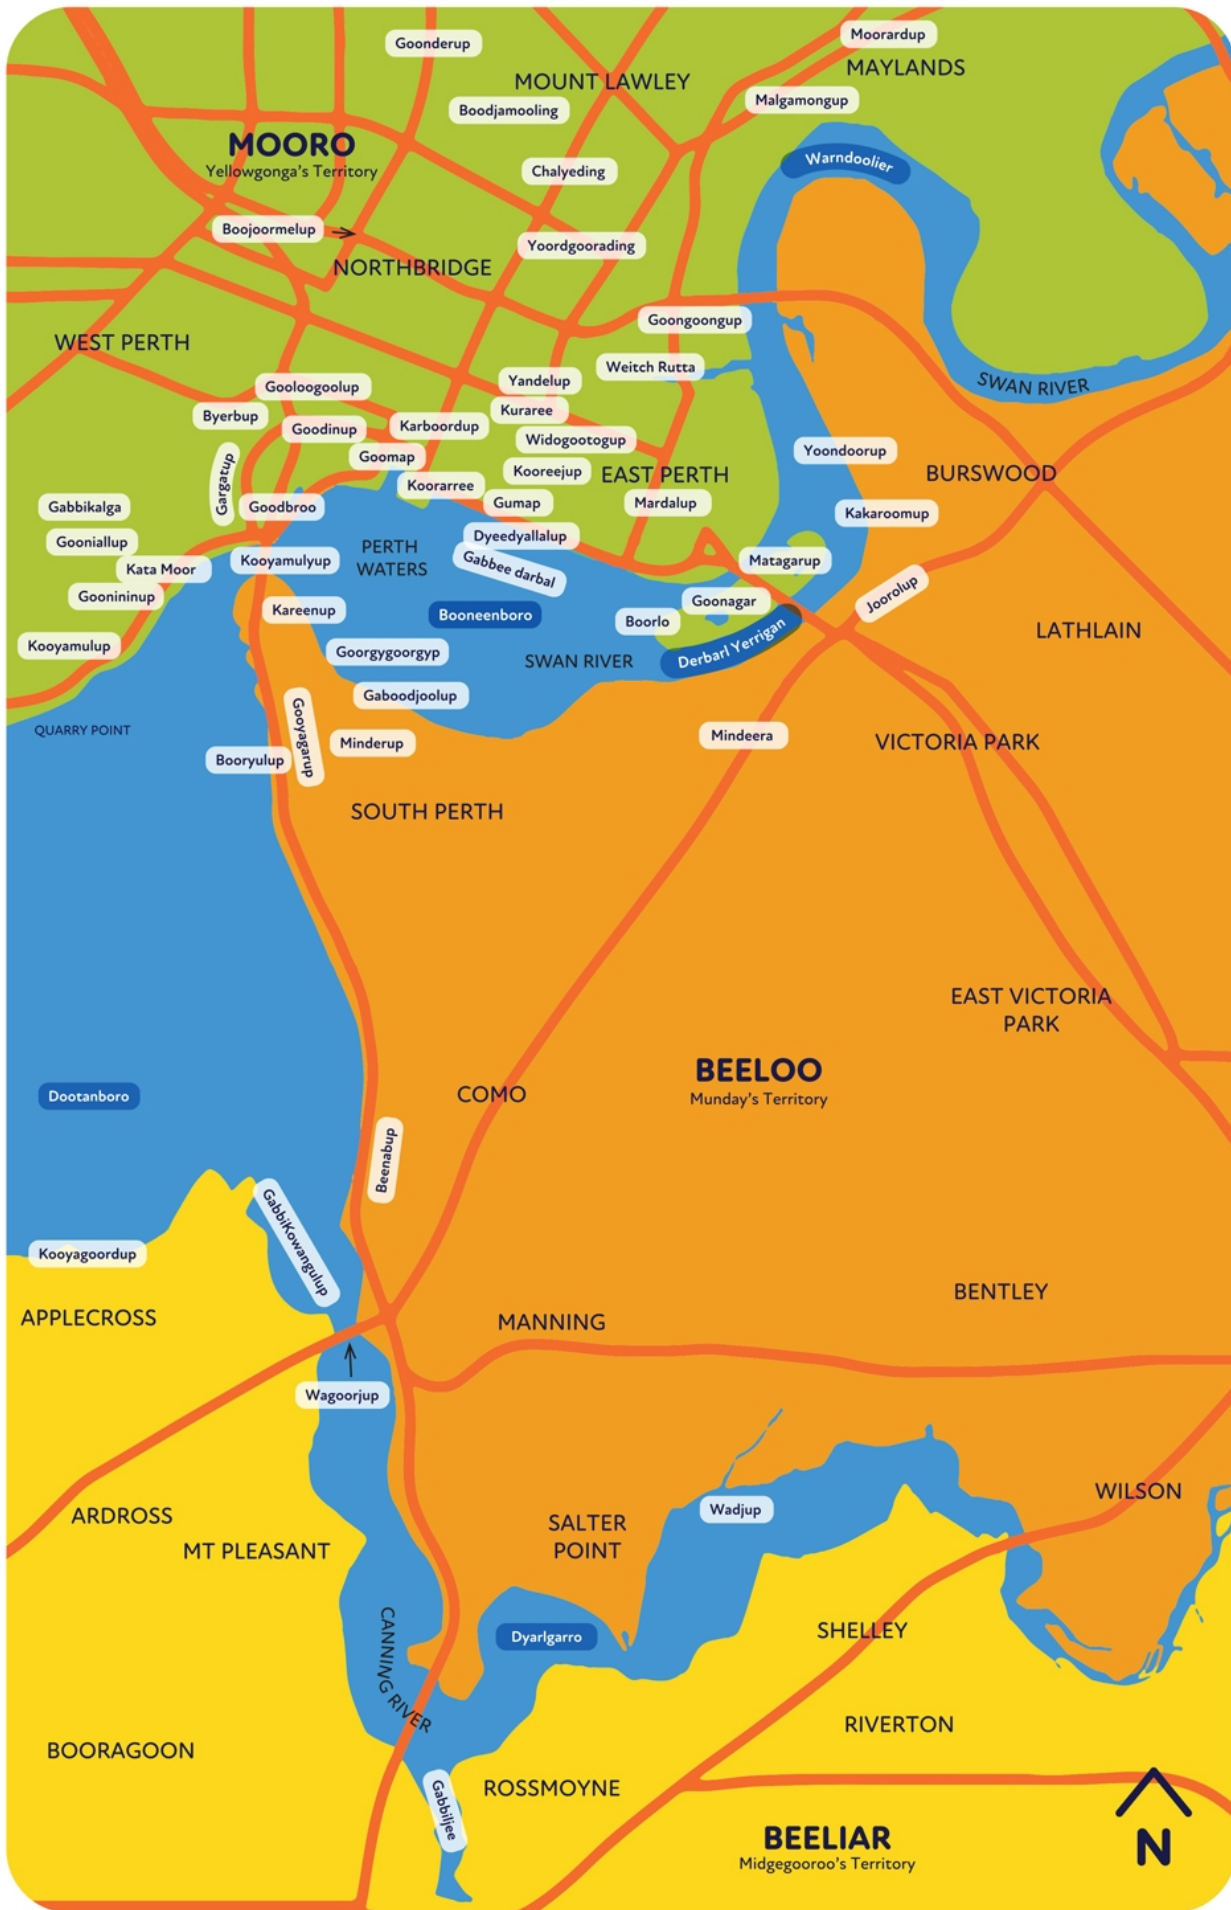 Goonderup
Moorardup
MOUNT LAWLEY
MAYLANDS
Boodjamooling
Malgamongup
MOORO
Yellowgonga's Territory
Chalyeding
Warndoolier
Boojoormelup
Yoordgoorading
NORTHBRIDGE
Goongoongup
WEST PERTH
Weitch Rutta
SWAN RIVER
Gooloogoolup
Yandelup
Byerbup
Kuraree
Goodinup
Karboordup
Widogootogup
Yoondoorup
Goomap
Kooreejup
EAST PERTH
BURSWOOD
Gargatup
Koorarree
Gumap
Mardalup
Gabbikalga
Goodbroo
Kakaroomup
Gooniallup
Dyeedyallalup
Kata Moor
Kooyamulyup
PERTH
WATERS
Gabbee darbal
Matagarup
Goonininup
Kareenup
Booneenboro
Goonagar
Joorolup
Boorlo
Kooyamulup
Goorgygoorgyp
SWAN RIVER
Derbarl Yerrigan
LATHLAIN
Gaboodjoolup
QUARRY POINT
Gooyagarup
Minderup
Mindeera
VICTORIA PARK
Booryulup
SOUTH PERTH
EAST VICTORIA
PARK
BEELOO
Munday's Territory
Dootanboro
COMO
Beenabup
GabbiKowangulup
Kooyagoordup
APPLECROSS
MANNING
BENTLEY
Wagoorjup
ARDROSS
SALTER
POINT
Wadjup
WILSON
MT PLEASANT
CANNING RIVER
Dyarlgarro
SHELLEY
BOORAGOON
RIVERTON
Gabbiljee
ROSSMOYNE
BEELIAR
Midgegooroo's Territory
N